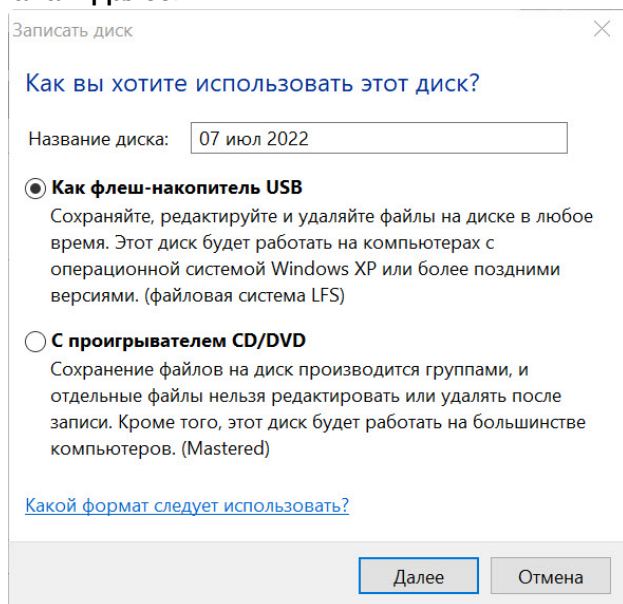 Записать диск
Как вы хотите использовать этот диск?
Название диска: 07 июл 2022
Как флеш-накопитель USB
Сохраняйте, редактируйте и удаляйте файлы на диске в любое
время. Этот диск будет работать на компьютерах с
операционной системой Windows XP или более поздними
версиями. (файловая система LFS)
С проигрывателем CD/DVD
Сохранение файлов на диск производится группами, и
отдельные файлы нельзя редактировать или удалять после
записи. Кроме того, этот диск будет работать на большинстве
компьютеров. (Mastered)
Какой формат следует использовать?
Далее Отмена